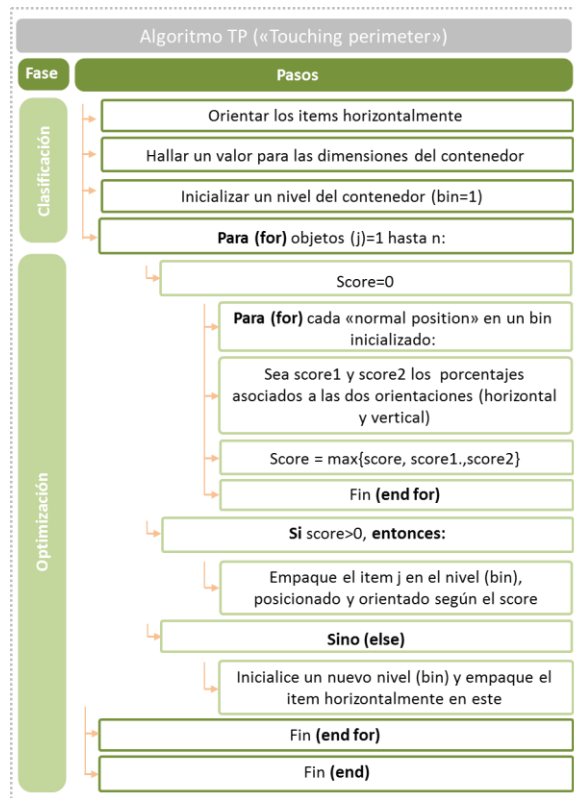 Algoritmo TP («Touching perimeter»)
Fase
Pasos
Clasificación
Orientar los items horizontalmente
Hallar un valor para las dimensiones del contenedor
Inicializar un nivel del contenedor (bin=1)
Para (for) objetos (j)=1 hasta n:
Optimización
Score=0
Para (for) cada «normal position» en un bin
inicializado:
Sea score1 y score2 los porcentajes
asociados a las dos orientaciones (horizontal
y vertical)
Score = max{score, score1.,score2}
Fin (end for)
Si score>0, entonces:
Empaque el item j en el nivel (bin),
posicionado y orientado según el score
Sino (else)
Inicialice un nuevo nivel (bin) y empaque el
item horizontalmente en este
Fin (end for)
Fin (end)